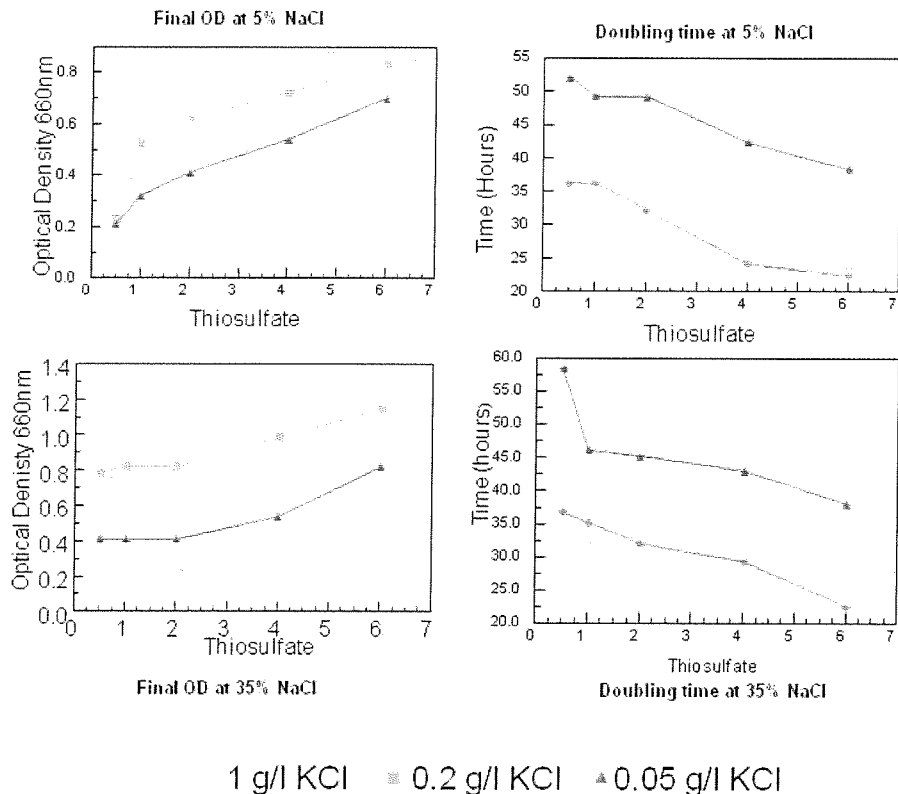 Final OD at 5% NaCl
Optical Density 660nm
0.8
0.6
0.4
0.2
0.0
0 1 2 3 4 5 6 7
Thiosulfate
Doubling time at 5% NaCl
Time (Hours)
55
50
45
40
35
30
25
20
0 1 2 3 4 5 6 7
Thiosulfate
Optical Denisty 660nm
1.4
1.2
1.0
0.8
0.6
0.4
0.2
0.0
0 1 2 3 4 5 6 7
Thiosulfate
Final OD at 35% NaCl
Time (hours)
60.0
55.0
50.0
45.0
40.0
35.0
30.0
25.0
20.0
0 1 2 3 4 5 6 7
Thiosulfate
Doubling time at 35% NaCl
1 g/l KCl 0.2 g/l KCl 0.05 g/l KCl